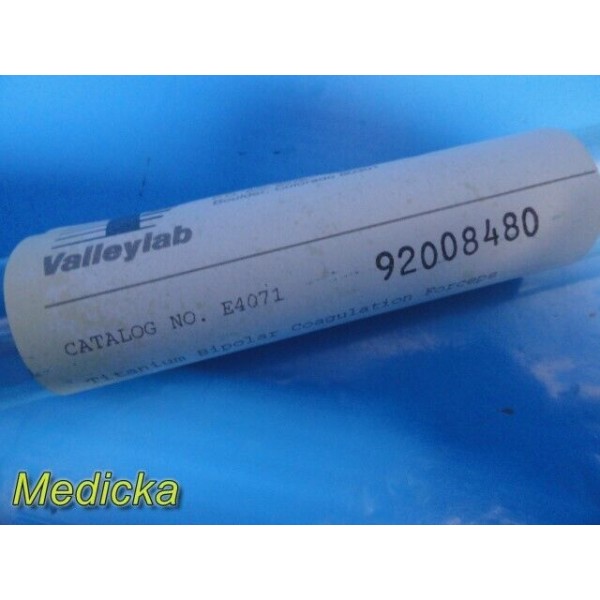 Boulder, Colorado
Valleylab
92008480
CATALOG NO. E4071
Titanium Bipolar Coagulation Forceps
Medicka